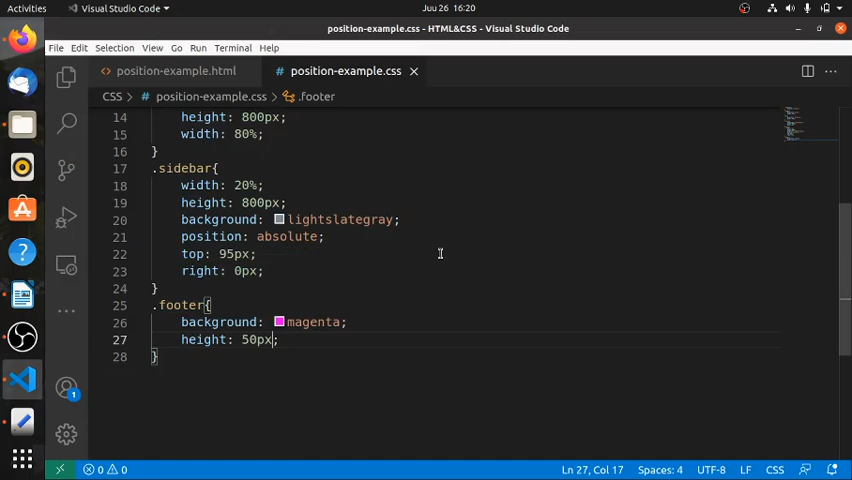 Activities
Visual Studio Code
Juu 26 16:20
position-example.css - HTML&CSS - Visual Studio Code
File Edit Selection View Go Run Terminal Help
position-example.html
position-example.css
CSS > position-example.css > .footer
14 height: 800px;
15 width: 80%;
16 }
17 .sidebar{
18 width: 20%;
19 height: 800px;
20 background: lightslategray;
21 position: absolute;
22 top: 95px;
23 right: 0px;
24 }
25 .footer{
26 background: magenta;
27 height: 50px;
28 }
1
0 0
Ln 27, Col 17 Spaces: 4 UTF-8 LF CSS